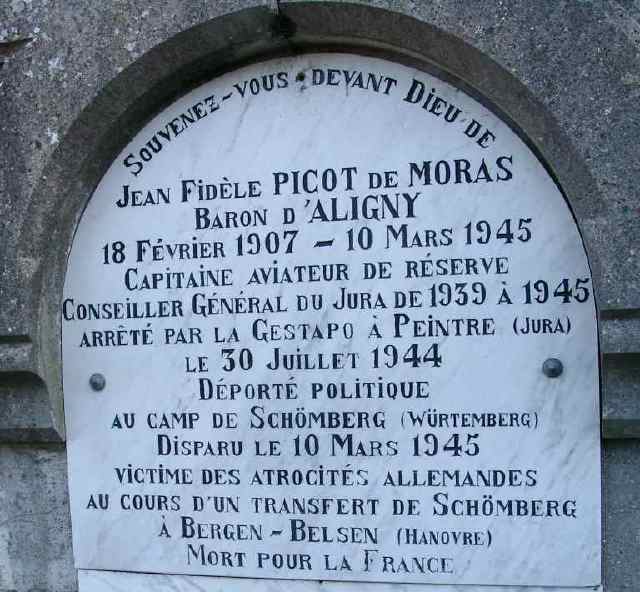 Souvenez-vous devant Dieu de
Jean Fidèle PICOT de MORAS
Baron d'ALIGNY
18 Février 1907 - 10 Mars 1945
Capitaine aviateur de réserve
Conseiller Général du Jura de 1939 à 1945
arrêté par la Gestapo à Peintre (Jura)
le 30 Juillet 1944
Déporté politique
au camp de Schömberg (Würtemberg)
Disparu le 10 Mars 1945
victime des atrocités allemandes
au cours d'un transfert de Schömberg
à Bergen-Belsen (Hanovre)
Mort pour la France